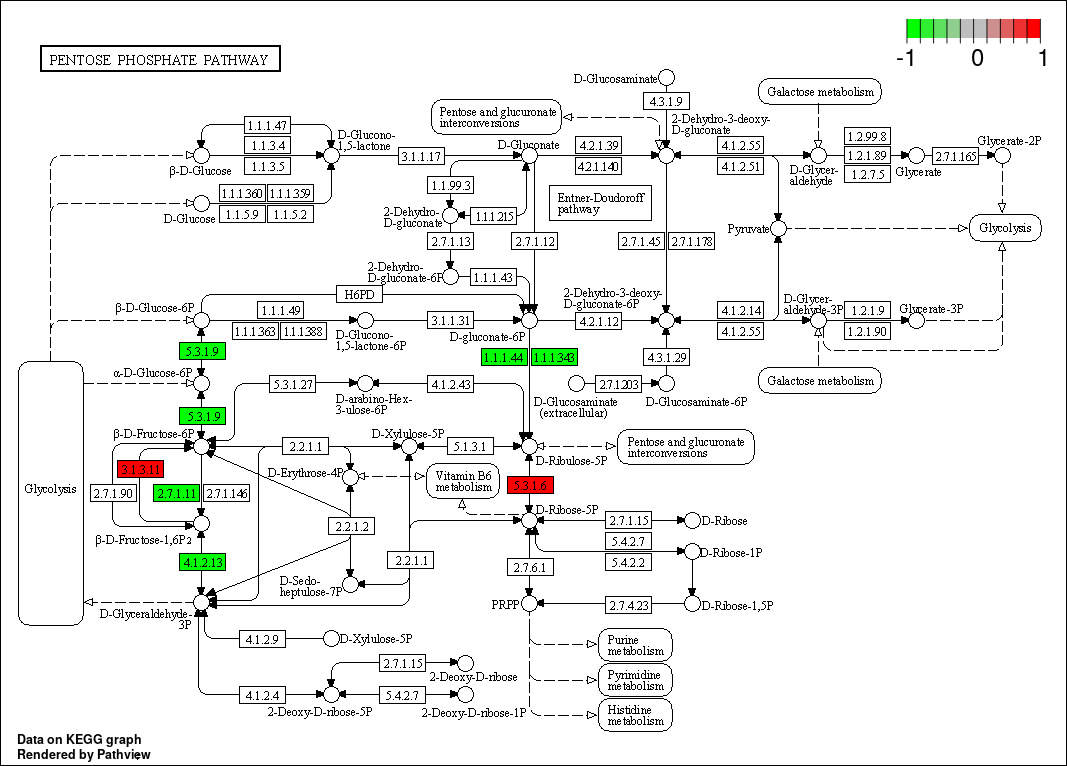 -1
0
1
PENTOSE PHOSPHATE PATHWAY
D-Glucosaminate
4.3.1.9
Galactose metabolism
Pentose and glucuronate
interconversions
2-Dehydro-3-deoxy-
D-gluconate
1.1.1.47
1.1.3.4
1.1.3.5
D-Glucono-
1,5-lactone
β-D-Glucose
3.1.1.17
D-Gluconate
4.2.1.39
4.2.1.140
4.1.2.55
4.1.2.51
D-Glycer-
aldehyde
1.2.99.8
1.2.1.89
1.2.7.5
Glycerate
2.7.1.165
Glycerate-2P
1.1.1.360
1.1.1.359
1.1.5.9
1.1.5.2
D-Glucose
1.1.99.3
2-Dehydro-
D-gluconate
1.1.1.215
Entner-Doudoroff
pathway
2.7.1.13
2.7.1.12
2.7.1.45
2.7.1.178
Pyruvate
Glycolysis
2-Dehydro-
D-gluconate-6P
1.1.1.43
H6PD
β-D-Glucose-6P
1.1.1.49
1.1.1.363
1.1.1.388
D-Glucono-
1,5-lactone-6P
3.1.1.31
D-gluconate-6P
2-Dehydro-3-deoxy-
D-gluconate-6P
4.2.1.12
4.1.2.14
4.1.2.55
D-Glycer-
aldehyde-3P
1.2.1.9
1.2.1.90
Glycerate-3P
5.3.1.9
1.1.1.44
1.1.1.343
4.3.1.29
Galactose metabolism
α-D-Glucose-6P
5.3.1.27
D-arabino-Hex-
3-ulose-6P
4.1.2.43
2.7.1.203
D-Glucosaminate
(extracellular)
D-Glucosaminate-6P
5.3.1.9
β-D-Fructose-6P
2.2.1.1
D-Xylulose-5P
5.1.3.1
D-Ribulose-5P
Pentose and glucuronate
interconversions
3.1.3.11
D-Erythrose-4P
Vitamin B6
metabolism
5.3.1.6
Glycolysis
2.7.1.90
2.7.1.11
2.7.1.146
D-Ribose-5P
2.7.1.15
D-Ribose
2.2.1.2
β-D-Fructose-1,6P2
5.4.2.7
5.4.2.2
D-Ribose-1P
4.1.2.13
2.2.1.1
2.7.6.1
D-Sedo-
heptulose-7P
PRPP
2.7.4.23
D-Ribose-1,5P
D-Glyceraldehyde-
3P
4.1.2.9
D-Xylulose-5P
Purine
metabolism
2.7.1.15
2-Deoxy-D-ribose
Pyrimidine
metabolism
4.1.2.4
5.4.2.7
2-Deoxy-D-ribose-5P
2-Deoxy-D-ribose-1P
Histidine
metabolism
Data on KEGG graph
Rendered by Pathview